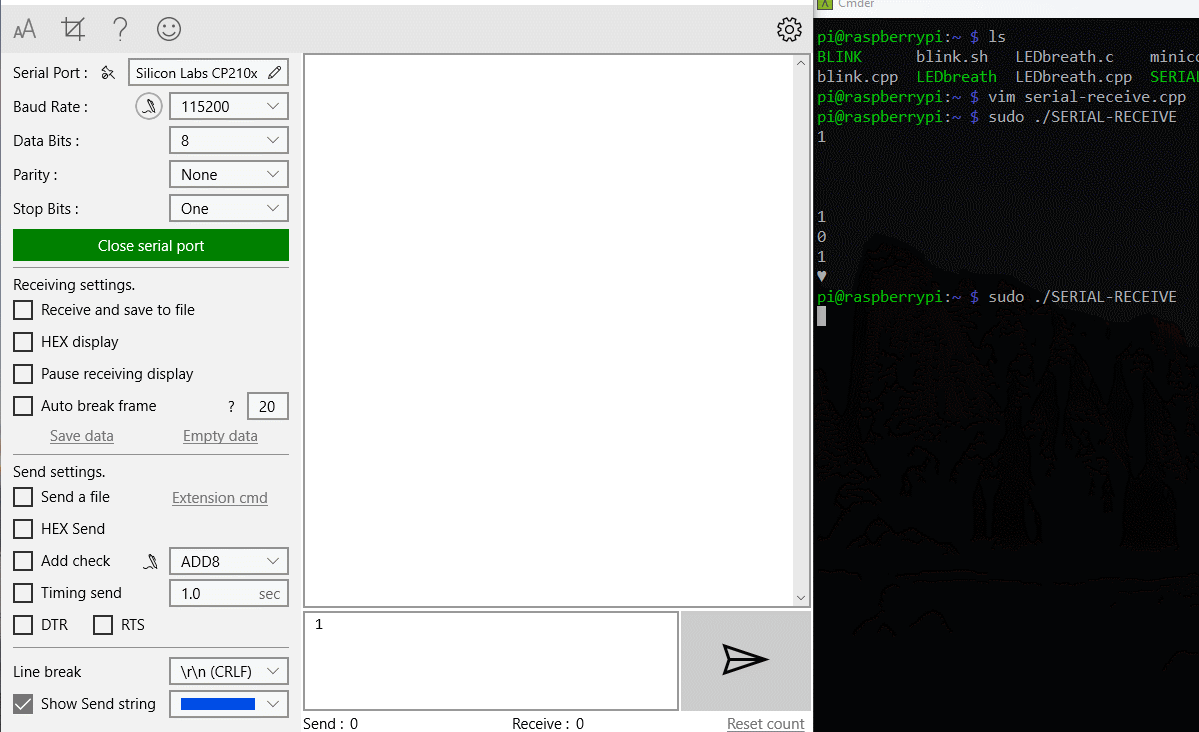 AA ?
Serial Port : Silicon Labs CP210x
Baud Rate : 115200
Data Bits : 8
Parity : None
Stop Bits : One
Close serial port
Receiving settings.
Receive and save to file
HEX display
Pause receiving display
Auto break frame ? 20
Save data Empty data
Send settings.
Send a file Extension cmd
HEX Send
Add check ADD8
Timing send 1.0 sec
DTR RTS
Line break \r\n (CRLF)
Show Send string
1
Send : 0 Receive : 0 Reset count
λ Cmder
pi@raspberrypi:~ $ ls
BLINK blink.sh LEDbreath.c minico
blink.cpp LEDbreath LEDbreath.cpp SERIAL
pi@raspberrypi:~ $ vim serial-receive.cpp
pi@raspberrypi:~ $ sudo ./SERIAL-RECEIVE
1
1
0
1
♥
pi@raspberrypi:~ $ sudo ./SERIAL-RECEIVE